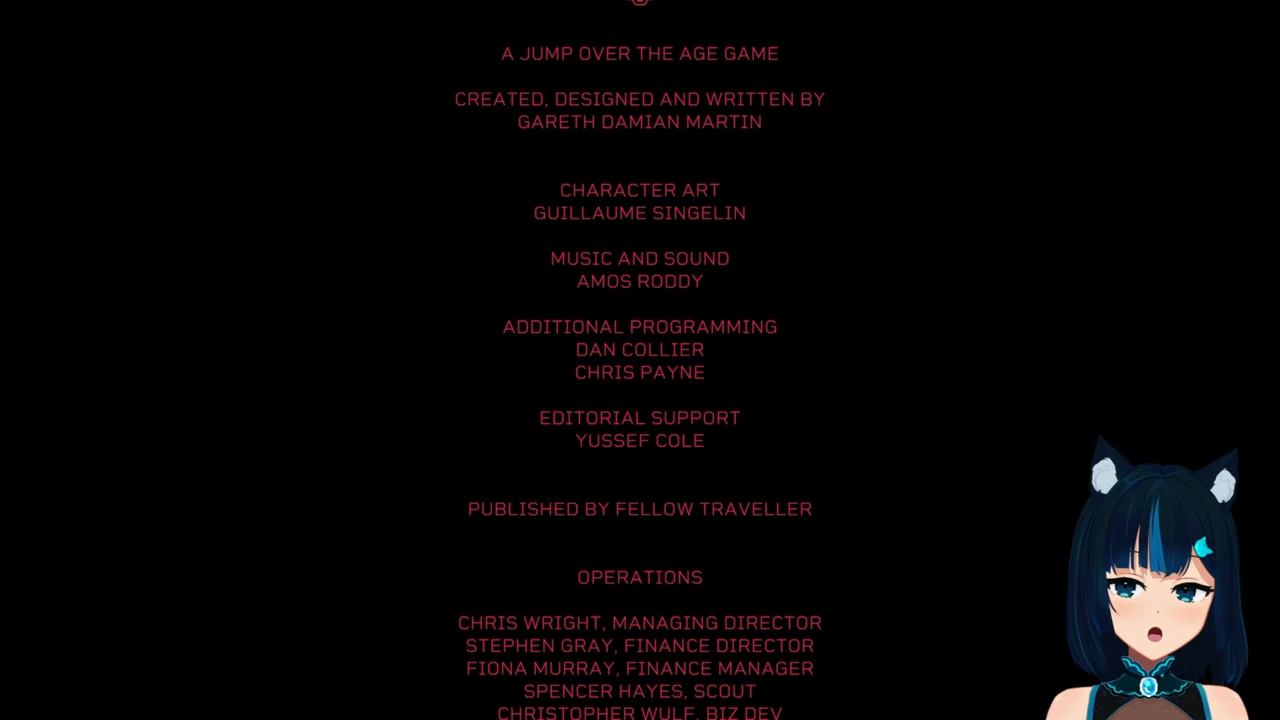 A JUMP OVER THE AGE GAME
CREATED, DESIGNED AND WRITTEN BY
GARETH DAMIAN MARTIN
CHARACTER ART
GUILLAUME SINGELIN
MUSIC AND SOUND
AMOS RODDY
ADDITIONAL PROGRAMMING
DAN COLLIER
CHRIS PAYNE
EDITORIAL SUPPORT
YUSSEF COLE
PUBLISHED BY FELLOW TRAVELLER
OPERATIONS
CHRIS WRIGHT, MANAGING DIRECTOR
STEPHEN GRAY, FINANCE DIRECTOR
FIONA MURRAY, FINANCE MANAGER
SPENCER HAYES, SCOUT
CHRISTOPHER WULF, BIZ DEV